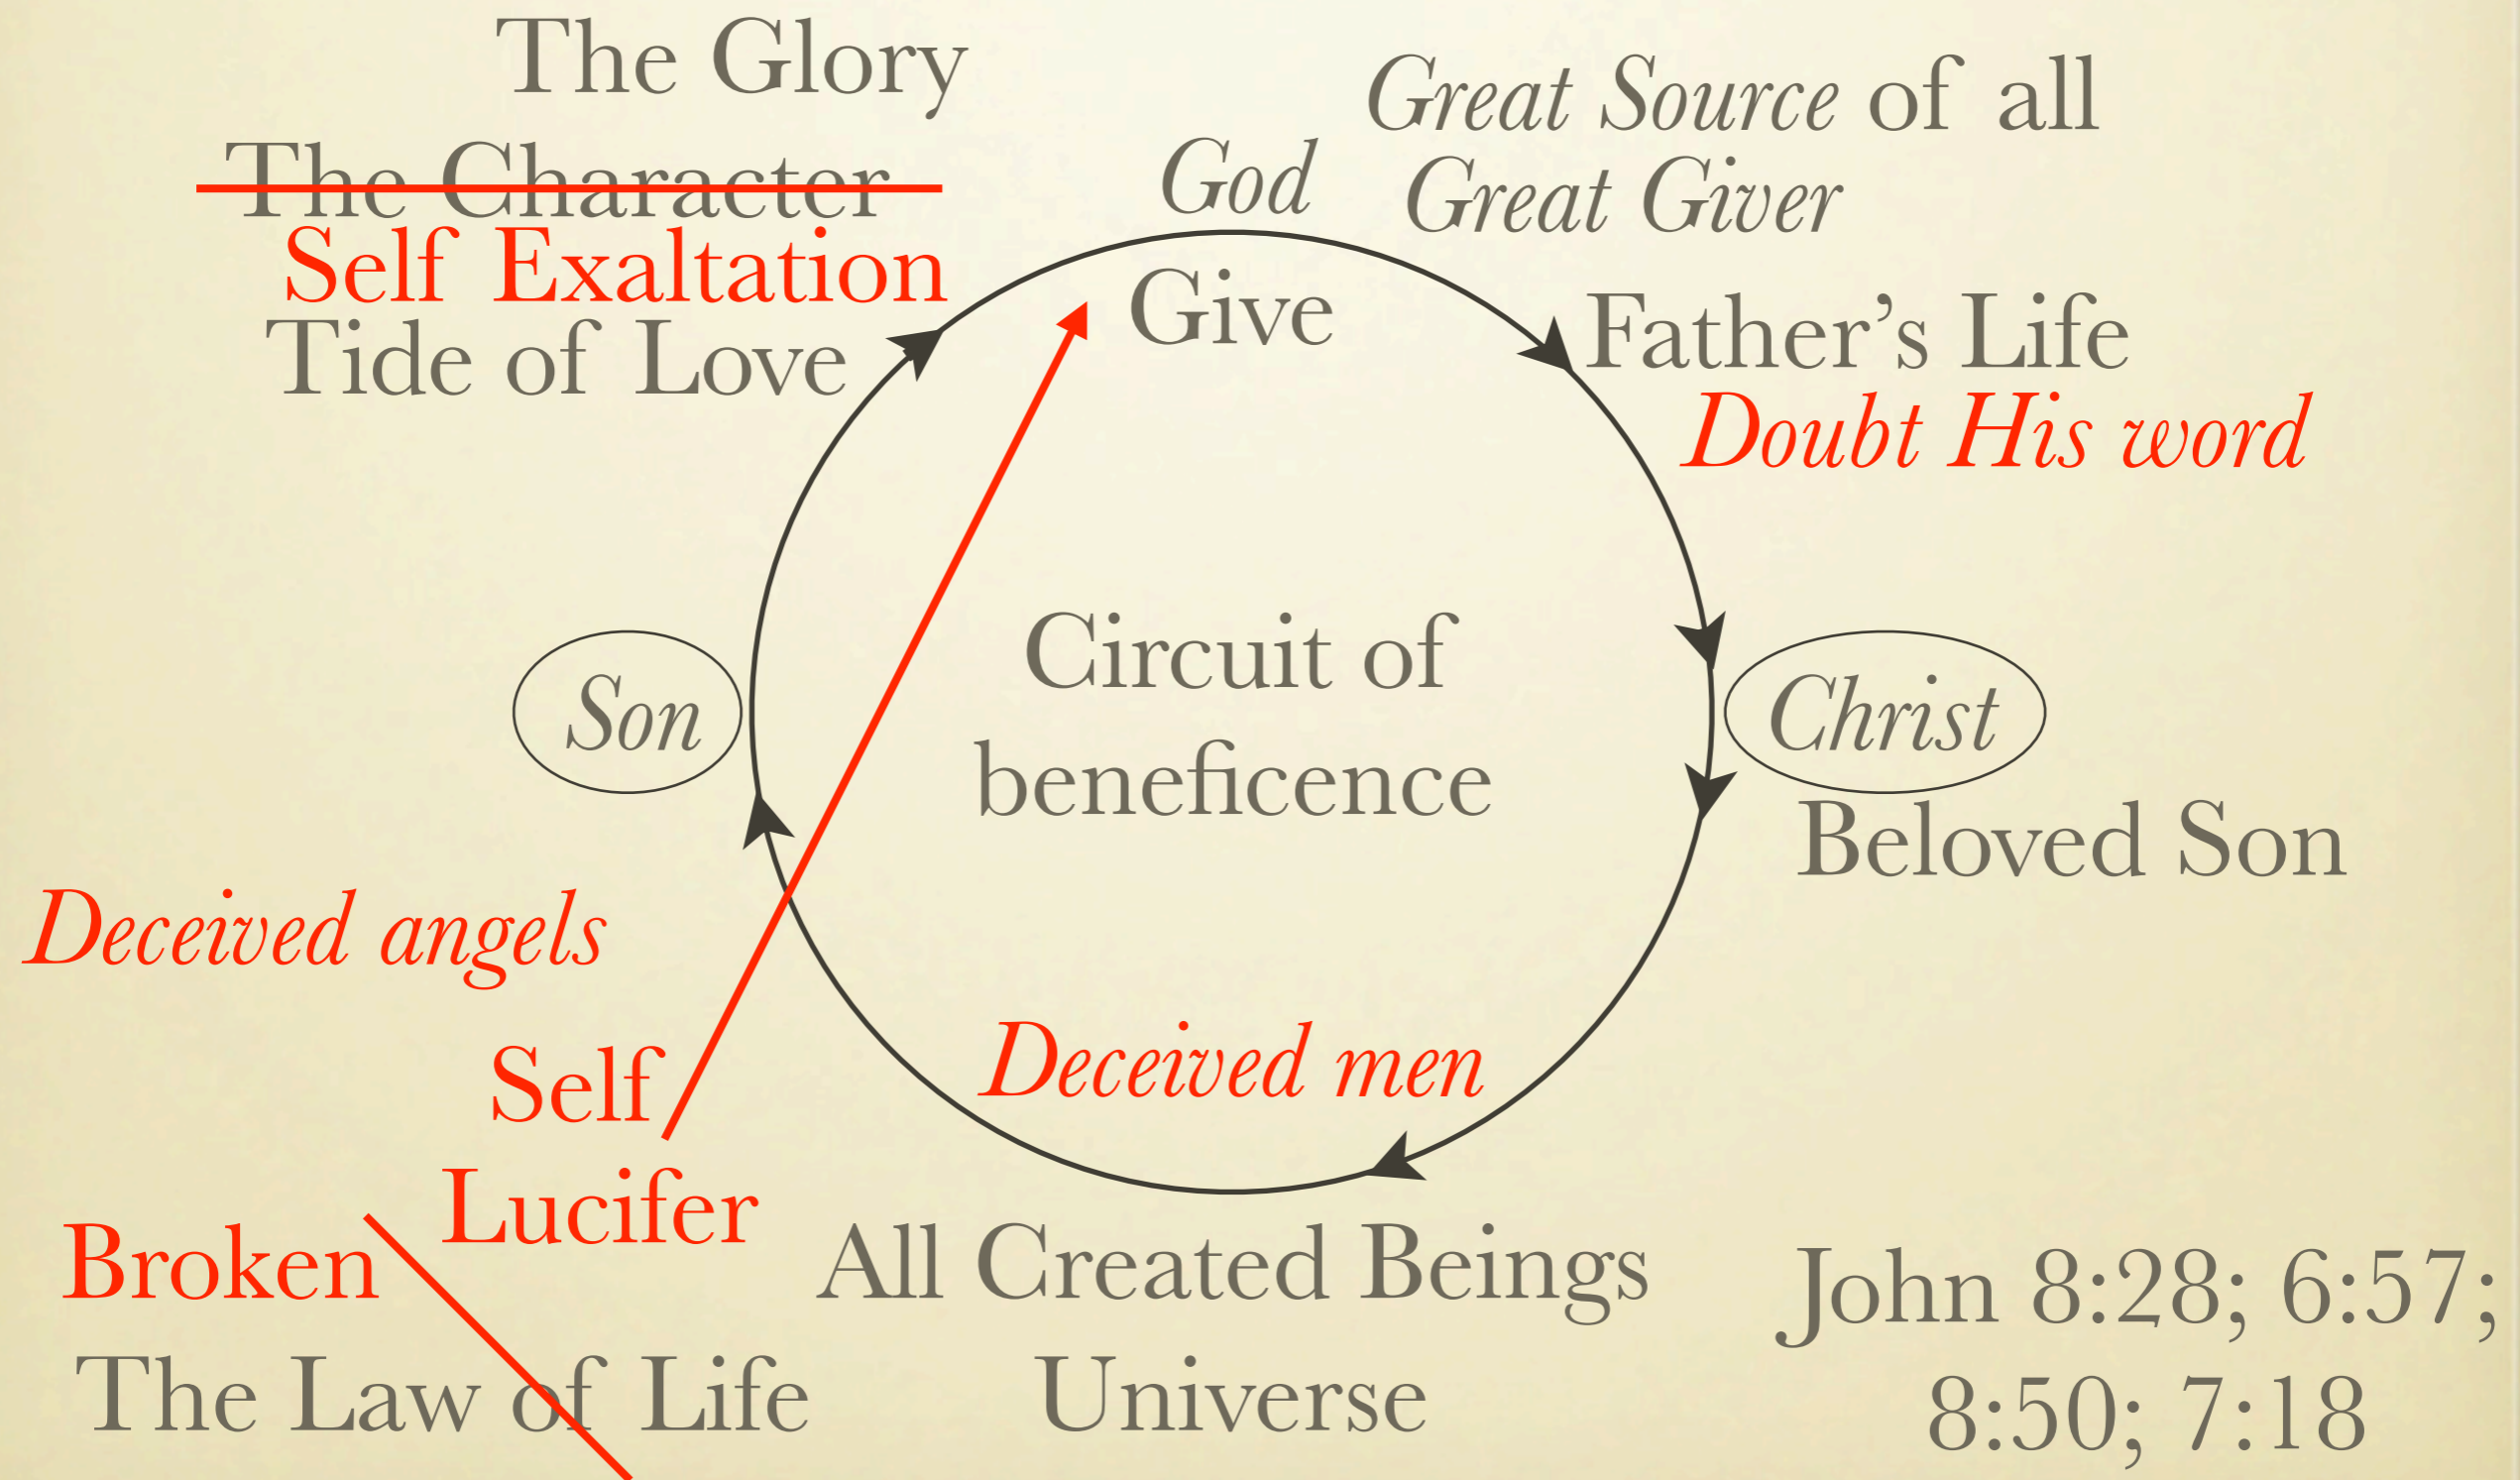 The Glory
Great Source of all
The Character
God
Great Giver
Self Exaltation
Give
Tide of Love
Father’s Life
Doubt His word
Circuit of
beneficence
Son
Christ
Beloved Son
Deceived angels
Deceived men
Self
Lucifer
Broken
All Created Beings
John 8:28; 6:57;
The Law of Life
Universe
8:50; 7:18